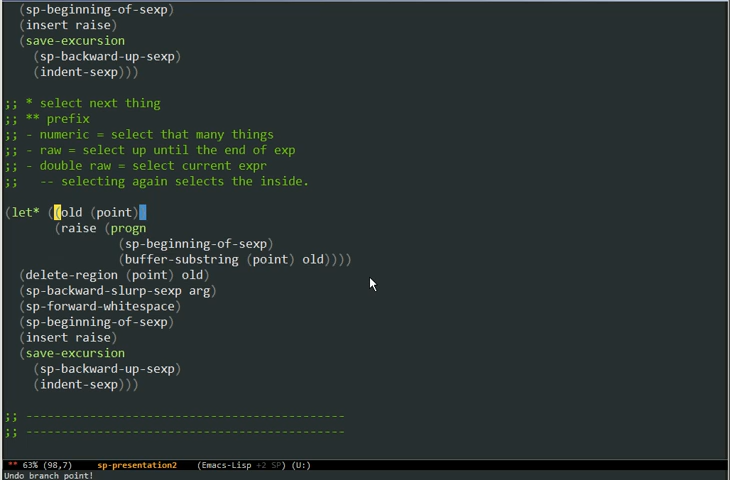 (sp-beginning-of-sexp)
(insert raise)
(save-excursion
(sp-backward-up-sexp)
(indent-sexp)))
;; * select next thing
;; ** prefix
;; - numeric = select that many things
;; - raw = select up until the end of exp
;; - double raw = select current expr
;;   -- selecting again selects the inside.
(let* ((old (point)
(raise (progn
(sp-beginning-of-sexp)
(buffer-substring (point) old))))
(delete-region (point) old)
(sp-backward-slurp-sexp arg)
(sp-forward-whitespace)
(sp-beginning-of-sexp)
(insert raise)
(save-excursion
(sp-backward-up-sexp)
(indent-sexp)))
;; ---------------------------------------------
;; ---------------------------------------------
** 63% (98,7) sp-presentation2 (Emacs-Lisp +2 SP) (U:)
Undo branch point!